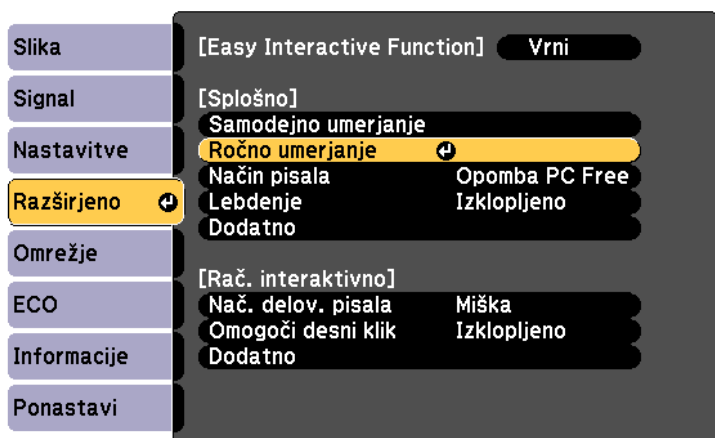 Slika
Signal
Nastavitve
Razširjeno
Omrežje
ECO
Informacije
Ponastavi
[Easy Interactive Function] Vrni
[Splošno]
Samodejno umerjanje
Ročno umerjanje
Način pisala Opomba PC Free
Lebdenje Izklopljeno
Dodatno
[Rač. interaktivno]
Nač. delov. pisala Miška
Omogoči desni klik Izklopljeno
Dodatno